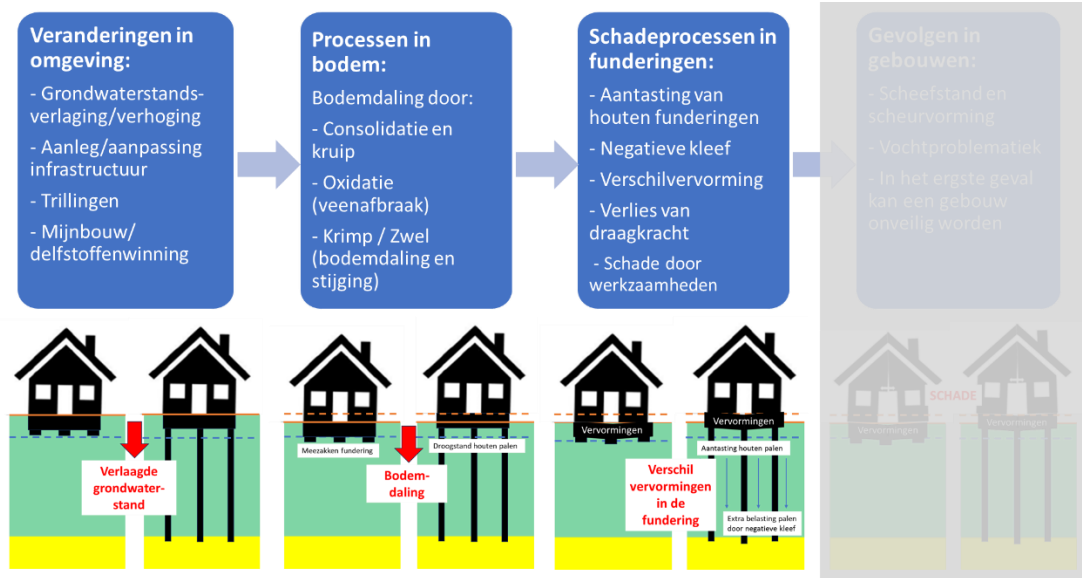 Veranderingen in
omgeving:
- Grondwaterstands-
verlaging/verhoging
- Aanleg/aanpassing
infrastructuur
- Trillingen
- Mijnbouw/
delfstoffenwinning
Processen in
bodem:
Bodemdaling door:
- Consolidatie en
kruip
- Oxidatie
(veenafbraak)
- Krimp / Zwel
(bodemdaling en
stijging)
Schadeprocessen in
funderingen:
- Aantasting van
houten funderingen
- Negatieve kleef
- Verschilvervorming
- Verlies van
draagkracht
- Schade door
werkzaamheden
Gevolgen in
gebouwen:
- Scheefstand en
scheurvorming
- Vochtproblematiek
- In het ergste geval
kan een gebouw
onveilig worden
Verlaagde
grondwater-
stand
Meezakken fundering
Droogstand houten palen
Bodem-
daling
Vervormingen
Vervormingen
Aantasting houten palen
Verschil
vervormingen
in de
fundering
Extra belasting palen
door negatieve kleef
SCHADE
Vervormingen
Vervormingen